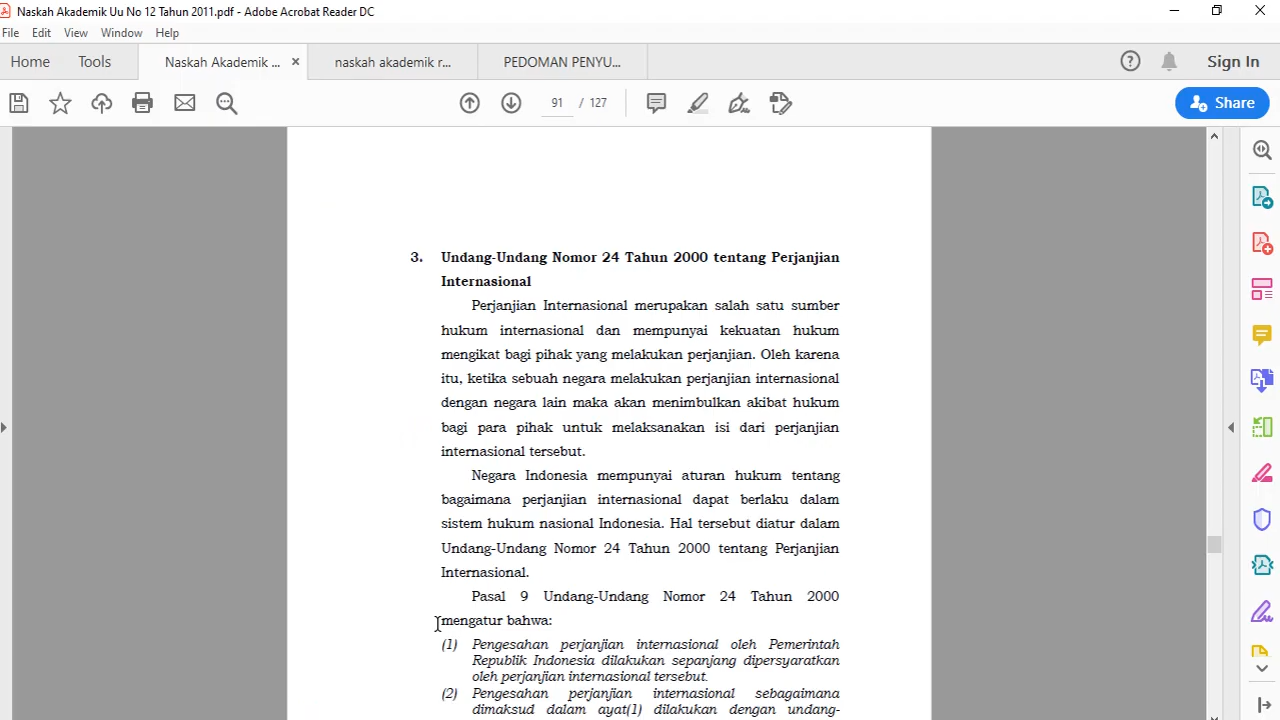 Naskah Akademik Uu No 12 Tahun 2011.pdf - Adobe Acrobat Reader DC
File Edit View Window Help
Home Tools Naskah Akademik ... × naskah akademik r... PEDOMAN PENYU... Sign In
91 / 127 Share
3. Undang-Undang Nomor 24 Tahun 2000 tentang Perjanjian
Internasional
Perjanjian Internasional merupakan salah satu sumber
hukum internasional dan mempunyai kekuatan hukum
mengikat bagi pihak yang melakukan perjanjian. Oleh karena
itu, ketika sebuah negara melakukan perjanjian internasional
dengan negara lain maka akan menimbulkan akibat hukum
bagi para pihak untuk melaksanakan isi dari perjanjian
internasional tersebut.
Negara Indonesia mempunyai aturan hukum tentang
bagaimana perjanjian internasional dapat berlaku dalam
sistem hukum nasional Indonesia. Hal tersebut diatur dalam
Undang-Undang Nomor 24 Tahun 2000 tentang Perjanjian
Internasional.
Pasal 9 Undang-Undang Nomor 24 Tahun 2000
mengatur bahwa:
(1) Pengesahan perjanjian internasional oleh Pemerintah
Republik Indonesia dilakukan sepanjang dipersyaratkan
oleh perjanjian internasional tersebut.
(2) Pengesahan perjanjian internasional sebagaimana
dimaksud dalam ayat(1) dilakukan dengan undang-